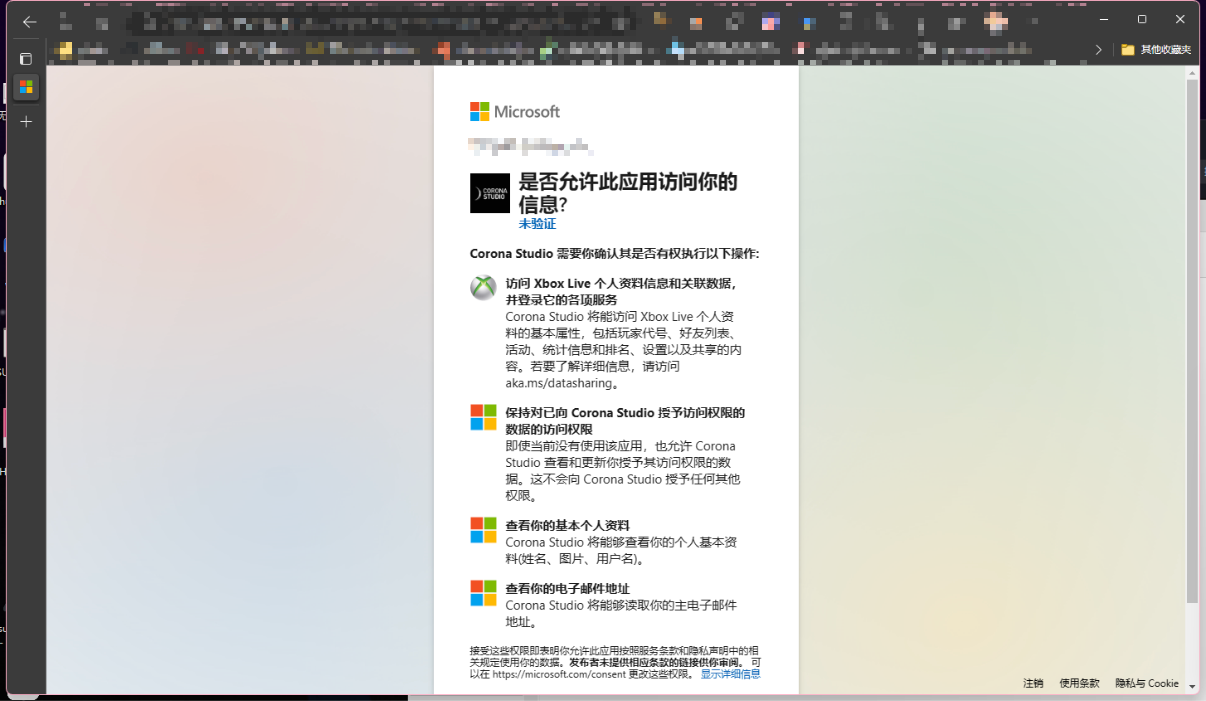 其他收藏夹
Microsoft
CORONA
STUDIO
是否允许此应用访问你的
信息?
未验证
Corona Studio 需要你确认其是否有权执行以下操作:
访问 Xbox Live 个人资料信息和关联数据，
并登录它的各项服务
Corona Studio 将能访问 Xbox Live 个人资
料的基本属性，包括玩家代号、好友列表、
活动、统计信息和排名、设置以及共享的内
容。若要了解详细信息，请访问
aka.ms/datasharing。
保持对已向 Corona Studio 授予访问权限的
数据的访问权限
即使当前没有使用该应用，也允许 Corona
Studio 查看和更新你授予其访问权限的数
据。这不会向 Corona Studio 授予任何其他
权限。
查看你的基本个人资料
Corona Studio 将能够查看你的个人基本资
料(姓名、图片、用户名)。
查看你的电子邮件地址
Corona Studio 将能够读取你的主电子邮件
地址。
接受这些权限即表明你允许此应用按照服务条款和隐私声明中的相
关规定使用你的数据。发布者未提供相应条款的链接供你审阅。 可
以在 https://microsoft.com/consent 更改这些权限。 显示详细信息
注销 使用条款 隐私与 Cookie